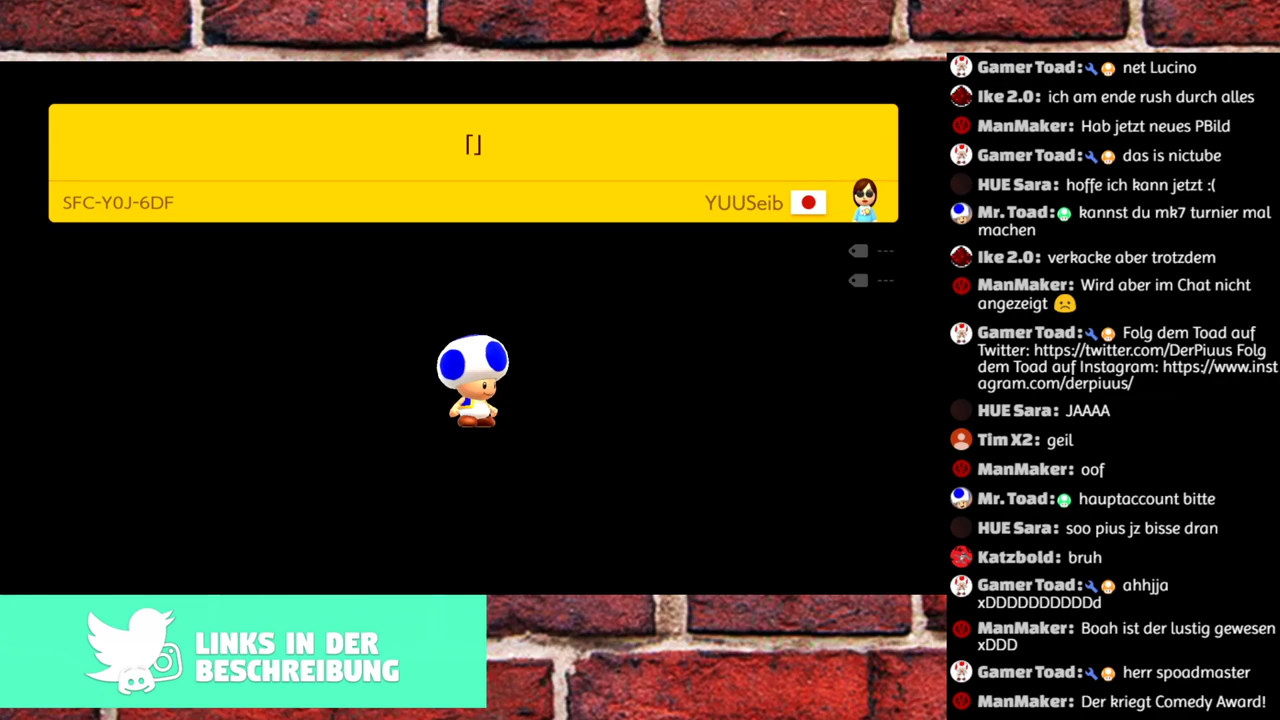 「」
SFC-Y0J-6DF
YUUSeib
---
---
LINKS IN DER
BESCHREIBUNG
Gamer Toad: net Lucino
Ike 2.0: ich am ende rush durch alles
ManMaker: Hab jetzt neues PBild
Gamer Toad: das is nictube
HUE Sara: hoffe ich kann jetzt :(
Mr. Toad: kannst du mk7 turnier mal
machen
Ike 2.0: verkacke aber trotzdem
ManMaker: Wird aber im Chat nicht
angezeigt
Gamer Toad: Folg dem Toad auf
Twitter: https://twitter.com/DerPiuus Folg
dem Toad auf Instagram: https://www.inst
agram.com/derpiuus/
HUE Sara: JAAAA
Tim X2: geil
ManMaker: oof
Mr. Toad: hauptaccount bitte
HUE Sara: soo pius jz bisse dran
Katzbold: bruh
Gamer Toad: ahhjja
xDDDDDDDDDDd
ManMaker: Boah ist der lustig gewesen
xDDD
Gamer Toad: herr spoadmaster
ManMaker: Der kriegt Comedy Award!